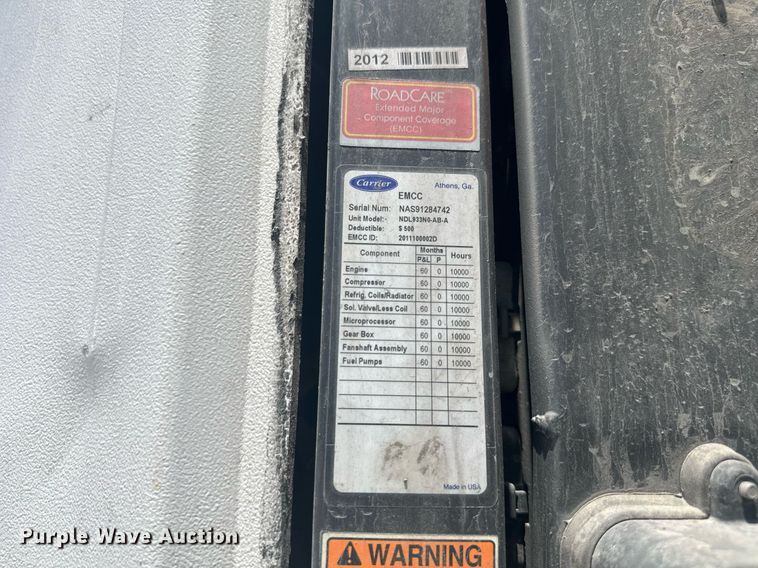 2012
ROADCARE
Extended Major
Component Coverage
(EMCC)
Carrier
Athens, Ga.
EMCC
Serial Num: NAS91284742
Unit Model:- NDL933N0-AB-A
Deductible: $ 500
EMCC ID: 2011100002D
Component Months Hours
P&L P
Engine 60 0 10000
Compressor 60 0 10000
Refrig. Coils/Radiator 60 0 10000
Sol. Valve/Less Coil 60 0 10000
Microprocessor 60 0 10000
Gear Box 60 0 10000
Fanshaft Assembly 60 0 10000
Fuel Pumps 60 0 10000
Made in USA
WARNING
Purple Wave Auction